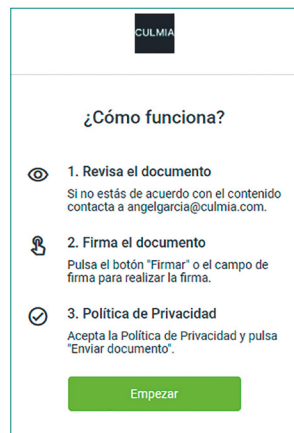 CULMIA
¿Cómo funciona?
1. Revisa el documento
Si no estás de acuerdo con el contenido
contacta a angelgarcia@culmia.com.
2. Firma el documento
Pulsa el botón "Firmar" o el campo de
firma para realizar la firma.
3. Política de Privacidad
Acepta la Política de Privacidad y pulsa
"Enviar documento".
Empezar